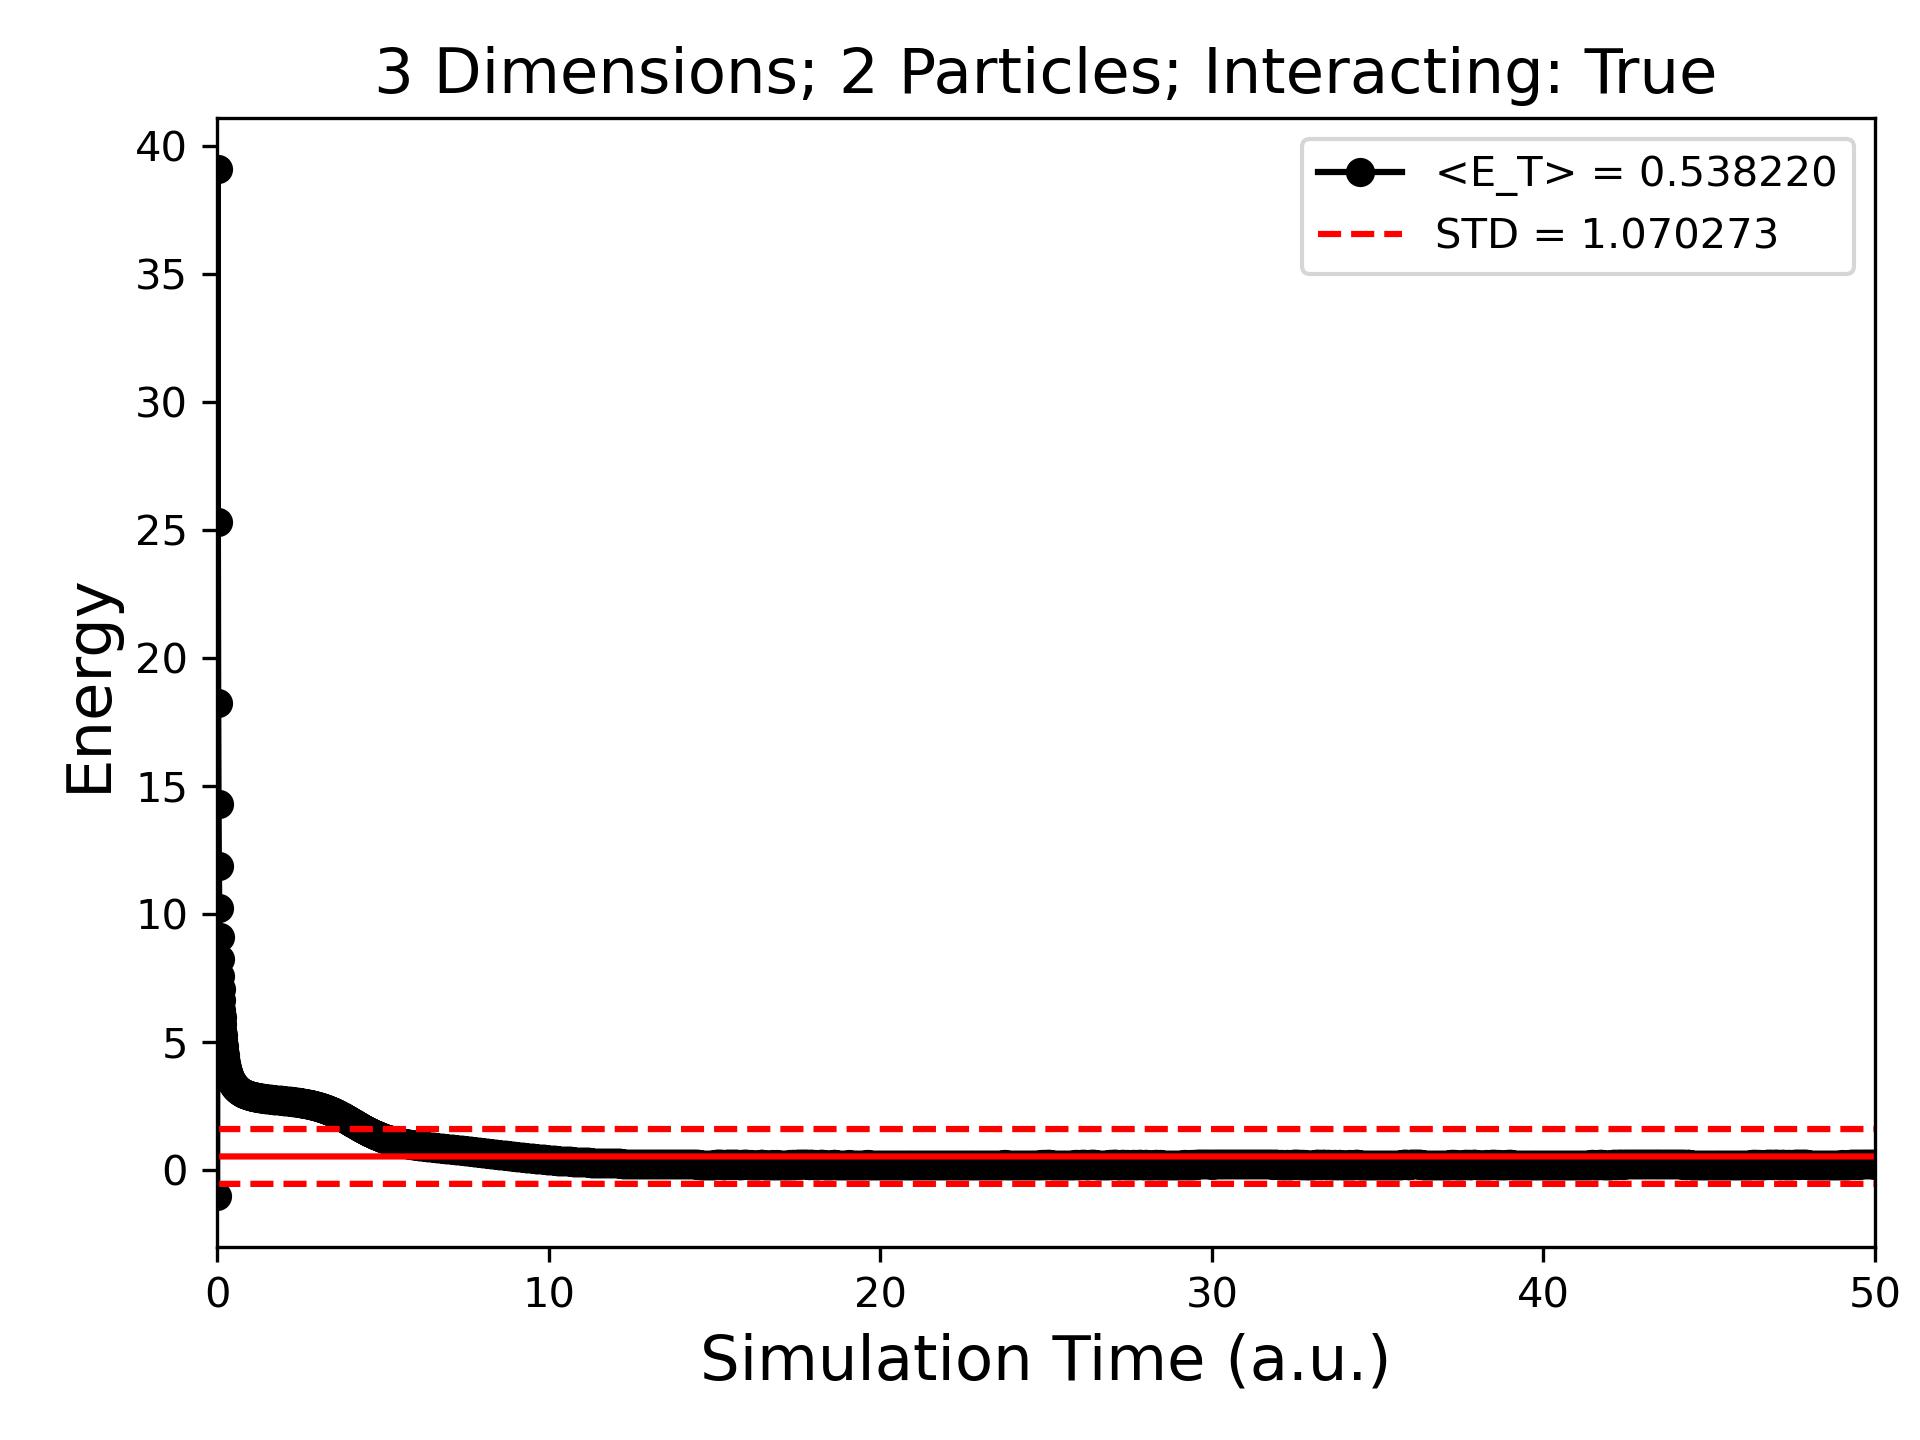 3 Dimensions; 2 Particles; Interacting: True
<E_T> = 0.538220
STD = 1.070273
Energy
40
35
30
25
20
15
10
5
0
0 10 20 30 40 50
Simulation Time (a.u.)